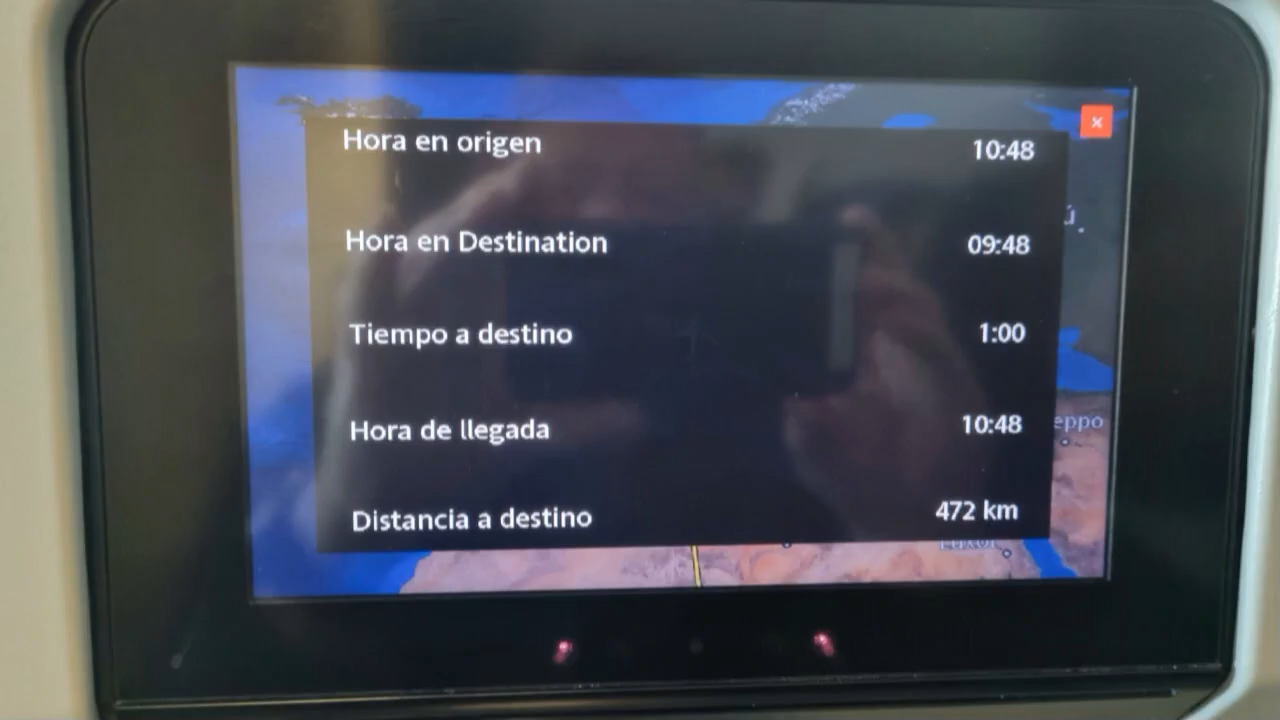 Hora en origen 10:48
Hora en Destination 09:48
Tiempo a destino 1:00
Hora de llegada 10:48
Distancia a destino 472 km
eppo